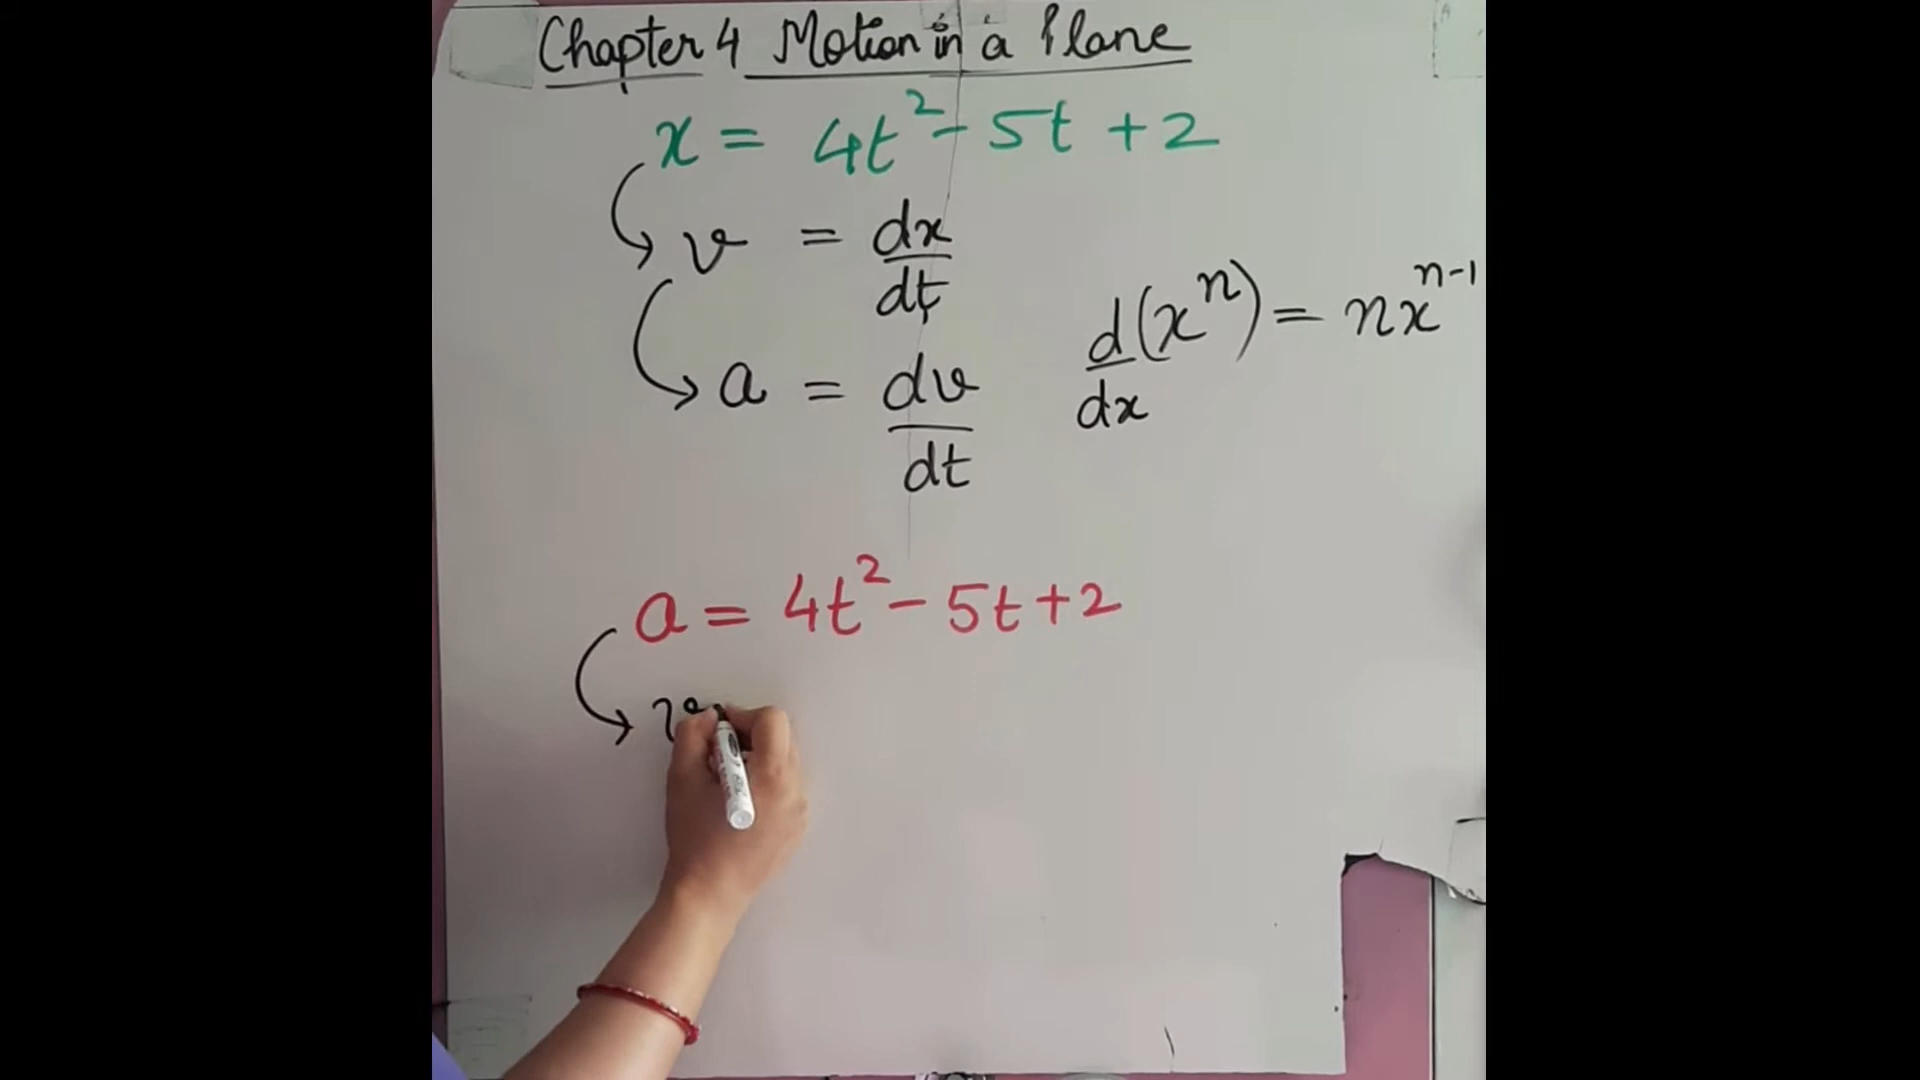 Chapter 4 Motion in a Plane
x = 4t² - 5t + 2
v = dx/dt
d/dx (xⁿ) = nxⁿ⁻¹
a = dv/dt
a = 4t² - 5t + 2
v